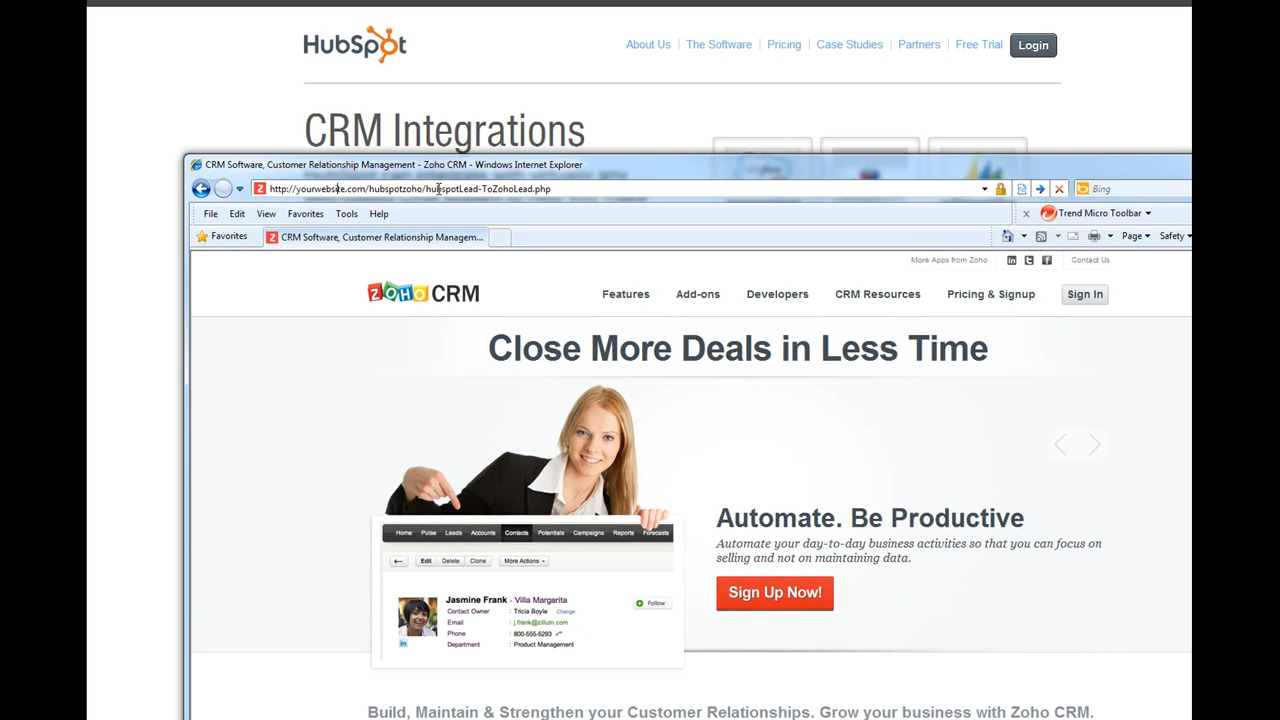 HubSpot
About Us The Software Pricing Case Studies Partners Free Trial Login
CRM Integrations
CRM Software, Customer Relationship Management - Zoho CRM - Windows Internet Explorer
http://yourwebsite.com/hubspotzoho/hubspotLead-ToZohoLead.php
Bing
File Edit View Favorites Tools Help
Trend Micro Toolbar
Favorites
CRM Software, Customer Relationship Managem...
Page Safety
More Apps from Zoho
Contact Us
ZOHO CRM
Features Add-ons Developers CRM Resources Pricing & Signup Sign In
Close More Deals in Less Time
Home Pulse Leads Accounts Contacts Potentials Campaigns Reports Forecasts
Edit Delete Clone More Actions
Jasmine Frank - Villa Margarita
Follow
Contact Owner : Tricia Boyle Change
Email : j.frank@zillum.com
Phone : 800-555-5293
Department : Product Management
Automate. Be Productive
Automate your day-to-day business activities so that you can focus on
selling and not on maintaining data.
Sign Up Now!
Build, Maintain & Strengthen your Customer Relationships. Grow your business with Zoho CRM.